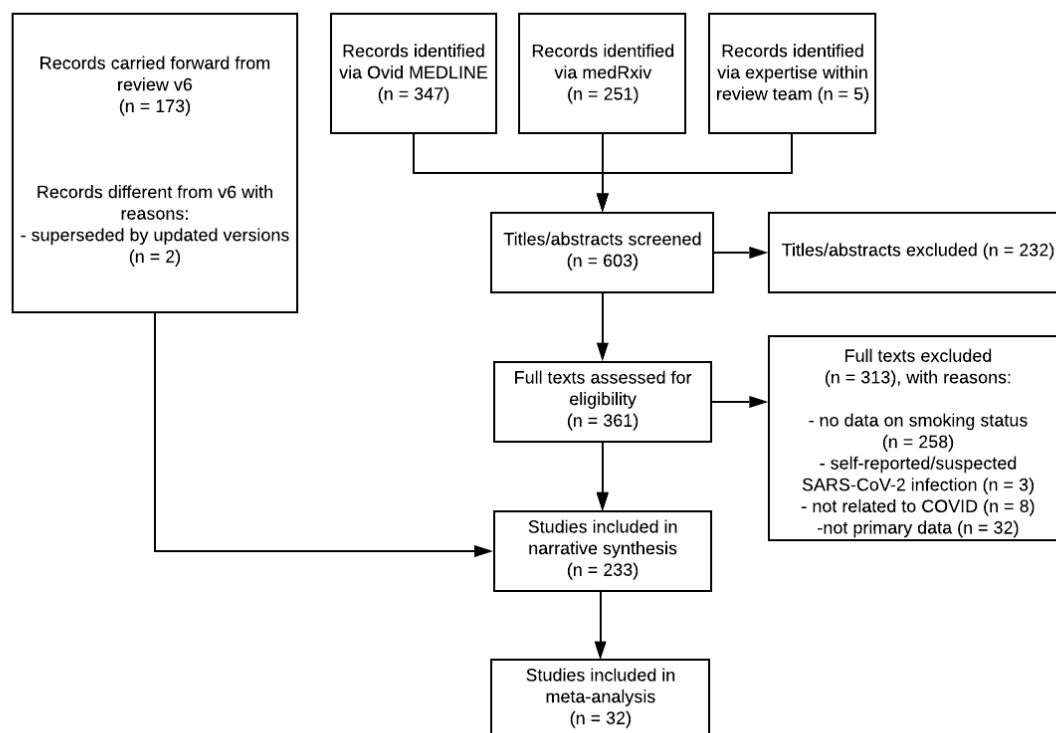 Records carried forward from
review v6
(n = 173)
Records different from v6 with
reasons:
- superseded by updated versions
(n = 2)
Records identified
via Ovid MEDLINE
(n = 347)
Records identified
via medRxiv
(n = 251)
Records identified
via expertise within
review team (n = 5)
Titles/abstracts screened
(n = 603)
Titles/abstracts excluded (n = 232)
Full texts assessed for
eligibility
(n = 361)
Full texts excluded
(n = 313), with reasons:
- no data on smoking status
(n = 258)
- self-reported/suspected
SARS-CoV-2 infection (n = 3)
- not related to COVID (n = 8)
-not primary data (n = 32)
Studies included in
narrative synthesis
(n = 233)
Studies included in
meta-analysis
(n = 32)